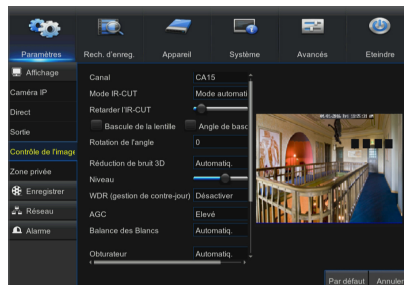 Paramètres Rech. d'enreg. Appareil Système Avancés Eteindre
Affichage
Caméra IP
Direct
Sortie
Contrôle de l'image
Zone privée
Enregistrer
Réseau
Alarme
Canal CA15
Mode IR-CUT Mode automati
Retarder l'IR-CUT
Bascule de la lentille Angle de basc
Rotation de l'angle 0
Réduction de bruit 3D Automatiq.
Niveau
WDR (gestion de contre-jour) Désactiver
AGC Elevé
Balance des Blancs Automatiq.
Obturateur Automatiq.
Par défaut Annuler